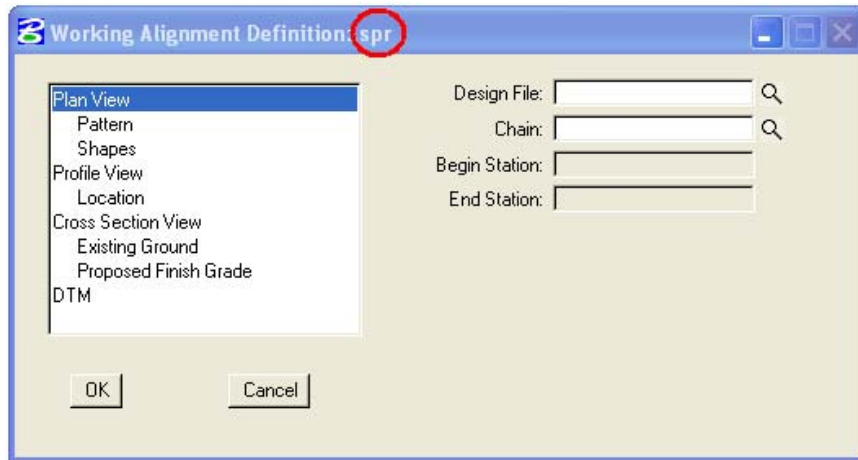 Working Alignment Definition: spr
Plan View
Pattern
Shapes
Profile View
Location
Cross Section View
Existing Ground
Proposed Finish Grade
DTM
Design File:
Chain:
Begin Station:
End Station:
OK
Cancel